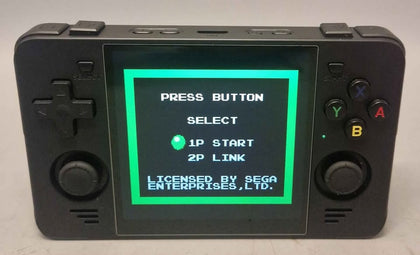 PRESS BUTTON
SELECT
1P START
2P LINK
LICENSED BY SEGA
ENTERPRISES,LTD.
X
Y
A
B